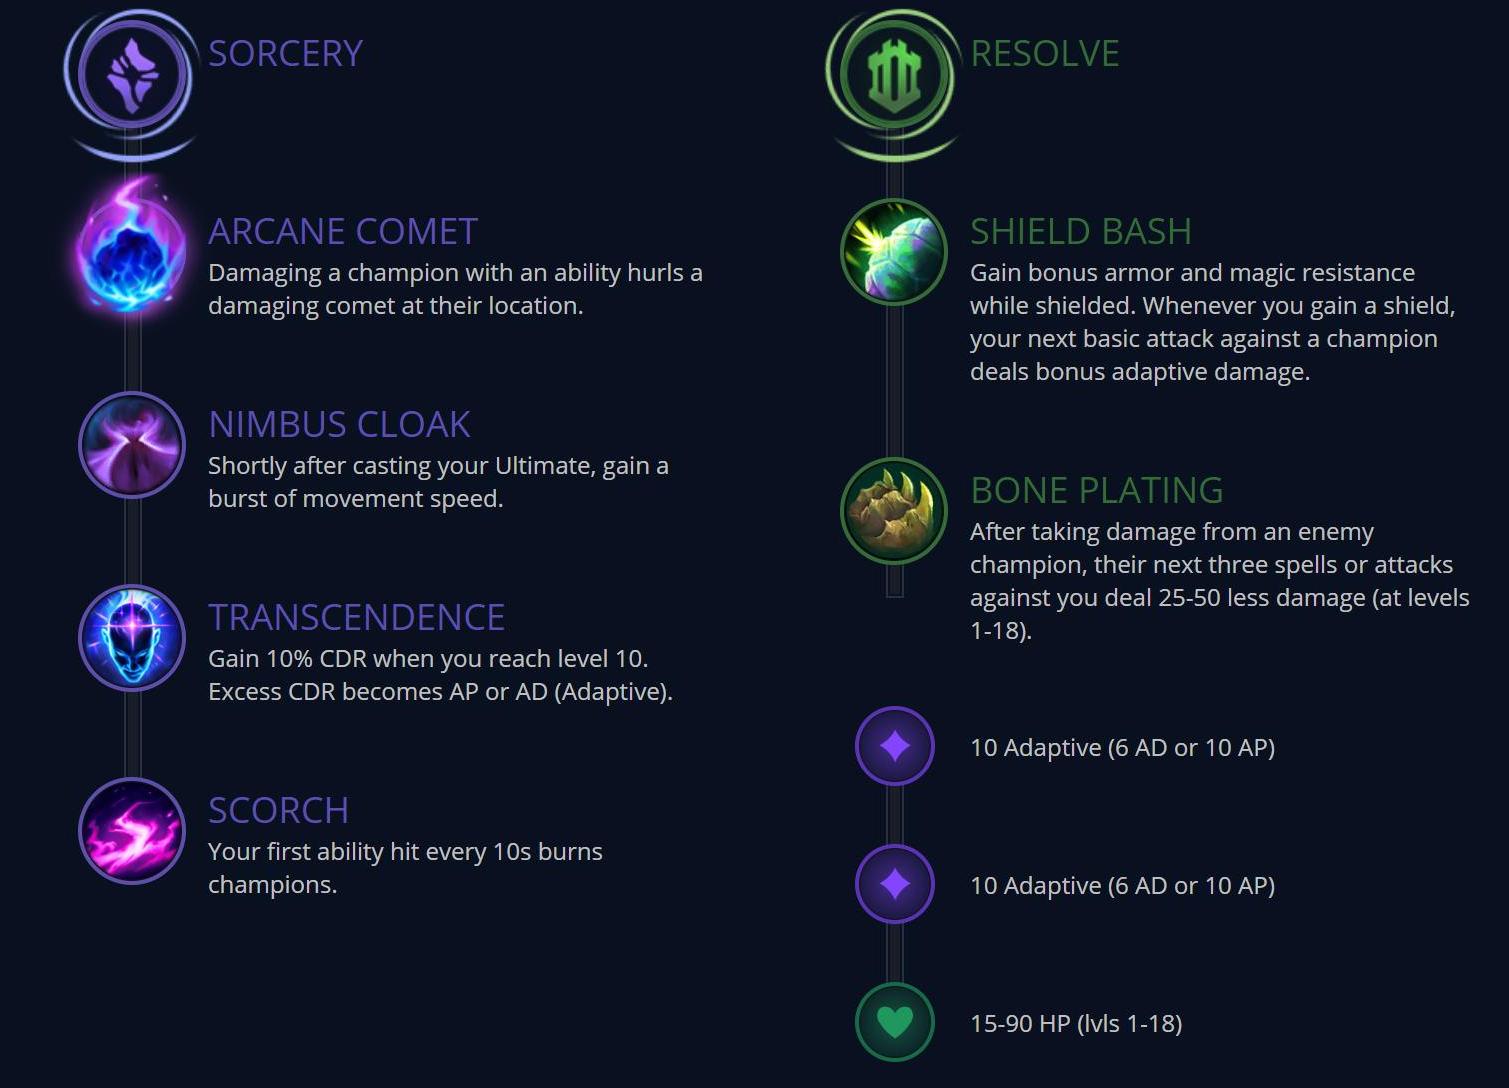 SORCERY
ARCANE COMET
Damaging a champion with an ability hurls a
damaging comet at their location.
NIMBUS CLOAK
Shortly after casting your Ultimate, gain a
burst of movement speed.
TRANSCENDENCE
Gain 10% CDR when you reach level 10.
Excess CDR becomes AP or AD (Adaptive).
SCORCH
Your first ability hit every 10s burns
champions.
RESOLVE
SHIELD BASH
Gain bonus armor and magic resistance
while shielded. Whenever you gain a shield,
your next basic attack against a champion
deals bonus adaptive damage.
BONE PLATING
After taking damage from an enemy
champion, their next three spells or attacks
against you deal 25-50 less damage (at levels
1-18).
10 Adaptive (6 AD or 10 AP)
10 Adaptive (6 AD or 10 AP)
15-90 HP (lvls 1-18)